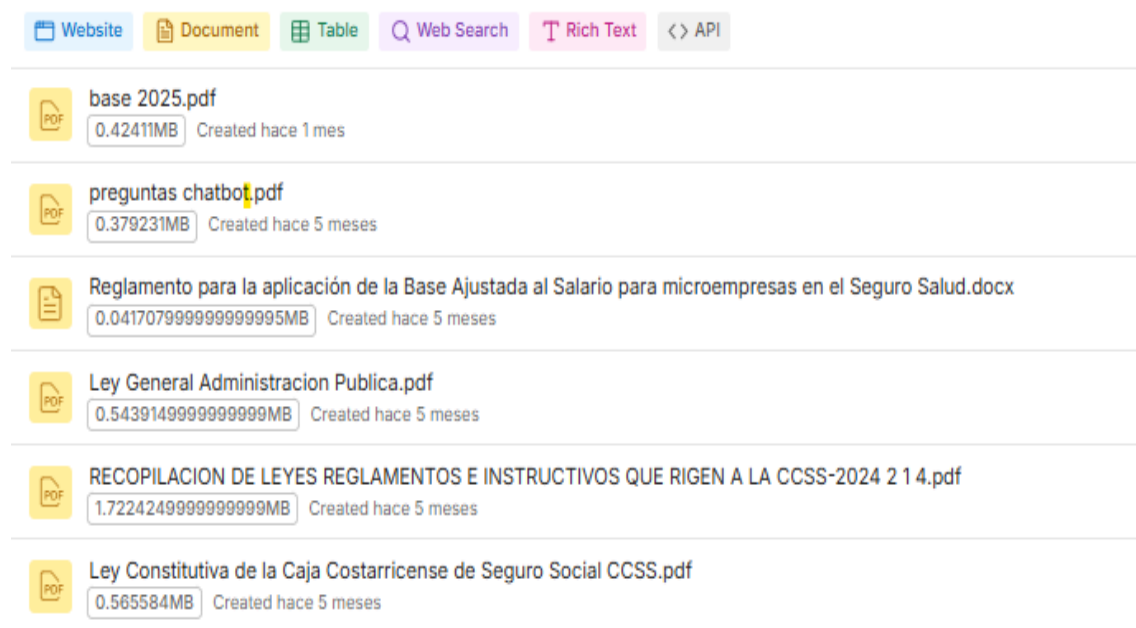 Website Document Table Web Search Rich Text <> API
PDF
base 2025.pdf
0.42411MB Created hace 1 mes
PDF
preguntas chatbot.pdf
0.379231MB Created hace 5 meses
Reglamento para la aplicación de la Base Ajustada al Salario para microempresas en el Seguro Salud.docx
0.041707999999999995MB Created hace 5 meses
PDF
Ley General Administracion Publica.pdf
0.5439149999999999MB Created hace 5 meses
PDF
RECOPILACION DE LEYES REGLAMENTOS E INSTRUCTIVOS QUE RIGEN A LA CCSS-2024 2 1 4.pdf
1.7224249999999999MB Created hace 5 meses
PDF
Ley Constitutiva de la Caja Costarricense de Seguro Social CCSS.pdf
0.565584MB Created hace 5 meses